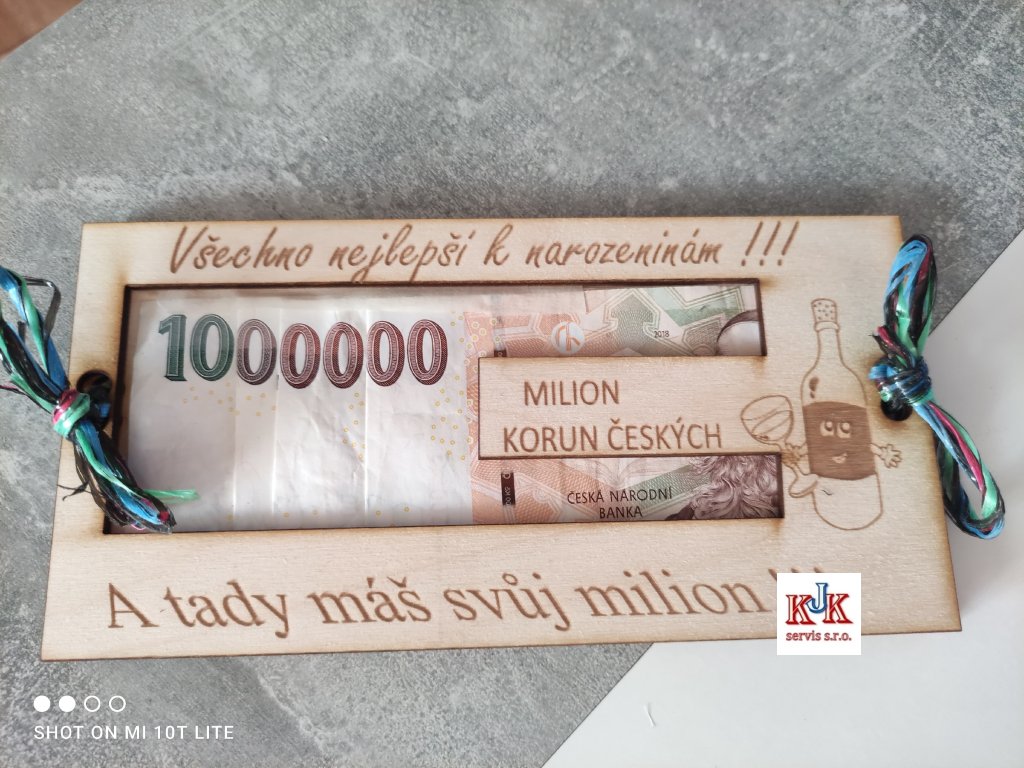 Všechno nejlepší k narozeninám !!!
1000000
2018
MILION
KORUN ČESKÝCH
ČESKÁ NÁRODNÍ
BANKA
A tady máš svůj milion !!!
KJK
servis s.r.o.
SHOT ON MI 10T LITE